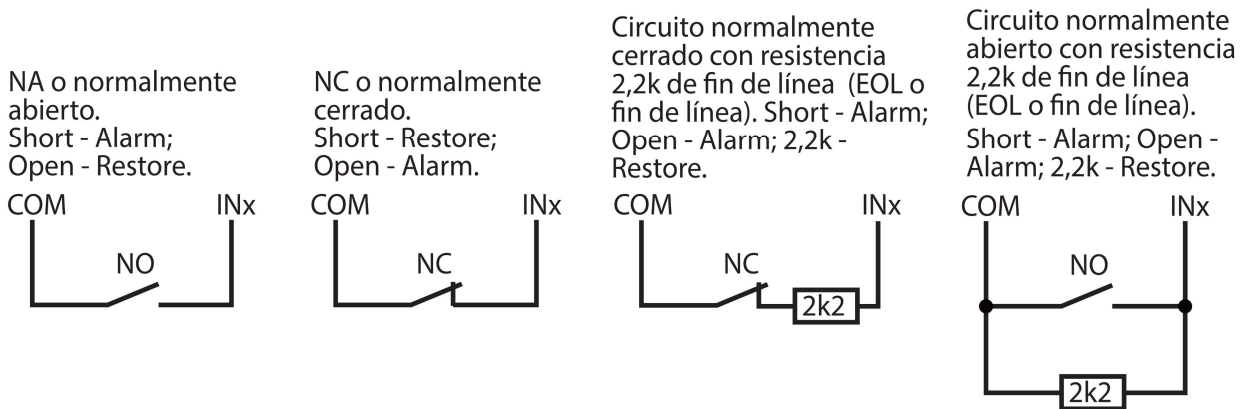 NA o normalmente
abierto.
Short - Alarm;
Open - Restore.
COM INx
NO
NC o normalmente
cerrado.
Short - Restore;
Open - Alarm.
COM INx
NC
Circuito normalmente
cerrado con resistencia
2,2k de fin de línea (EOL o
fin de línea). Short - Alarm;
Open - Alarm; 2,2k -
Restore.
COM INx
NC
2k2
Circuito normalmente
abierto con resistencia
2,2k de fin de línea
(EOL o fin de línea).
Short - Alarm; Open -
Alarm; 2,2k - Restore.
COM INx
NO
2k2